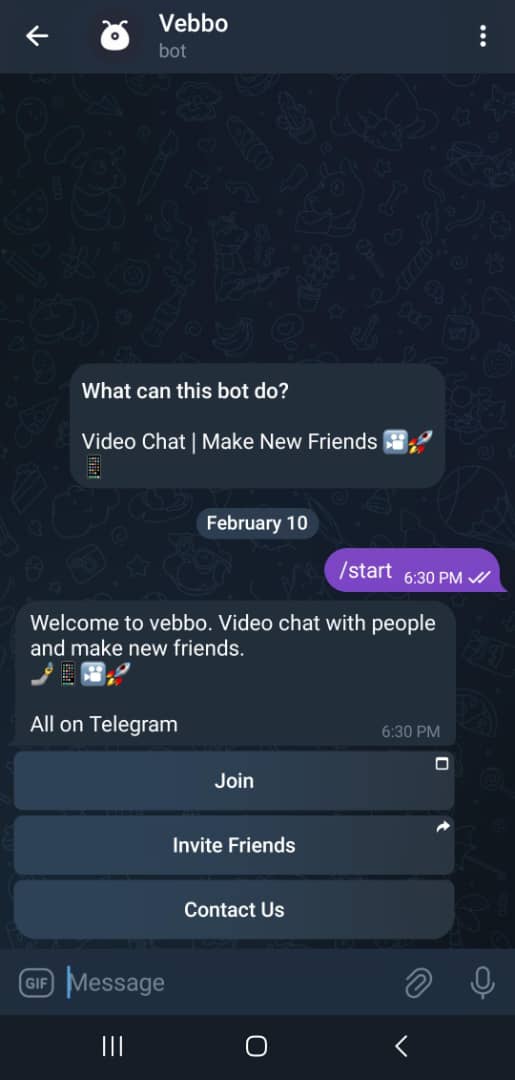 Vebbo
bot
What can this bot do?
Video Chat | Make New Friends 🎦🚀
📱
February 10
/start 6:30 PM
Welcome to vebbo. Video chat with people
and make new friends.
🤳📱🎦🚀
All on Telegram 6:30 PM
Join
Invite Friends
Contact Us
GIF Message